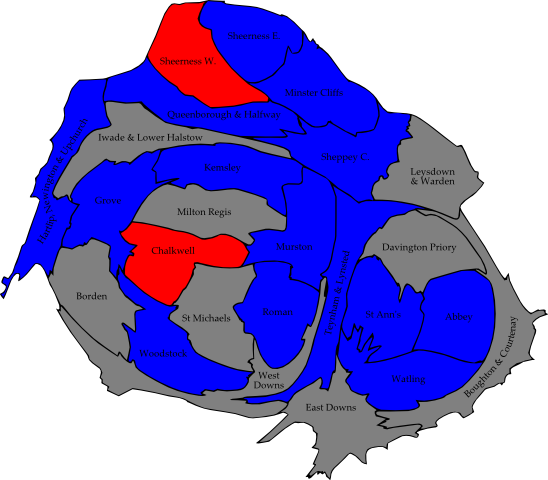 Sheerness E
Sheerness W
Minster Cliffs
Queenborough & Halfway
Iwade & Lower Halstow
Sheppey C
Leysdown
& Warden
Kemsley
Hartlip, Newington & Upchurch
Grove
Milton Regis
Chalkwell
Murston
Davington Priory
Teynham & Lynsted
Borden
St Michaels
Roman
St Ann's
Abbey
Woodstock
West
Downs
Watling
Boughton & Courtenay
East Downs